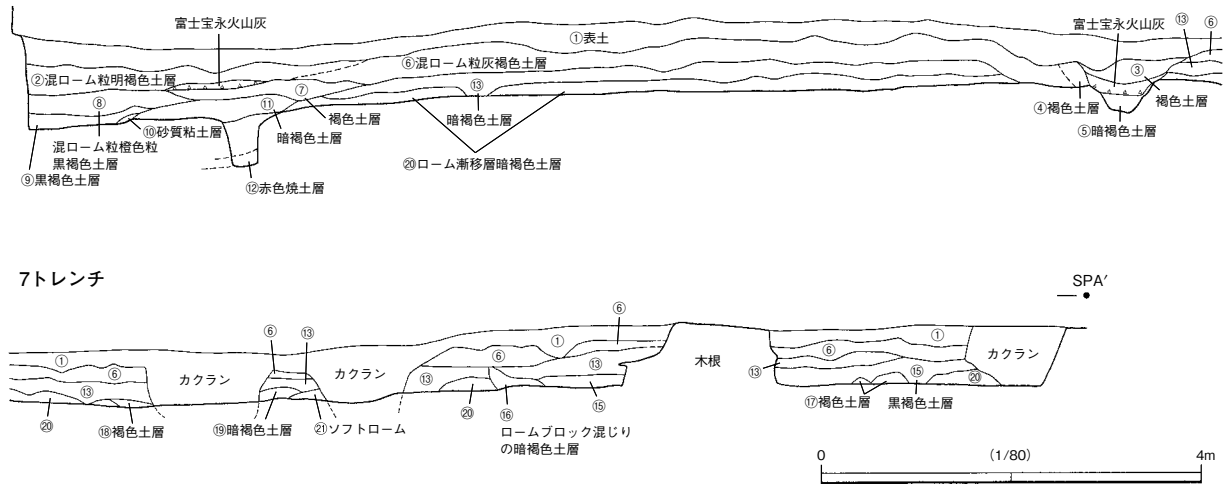 富士宝永火山灰
①表土
富士宝永火山灰
⑬
⑥
②混ローム粒明褐色土層
⑥混ローム粒灰褐色土層
③
褐色土層
⑧
⑦
⑬
④褐色土層
⑪
褐色土層
暗褐色土層
⑤暗褐色土層
⑩砂質粘土層
暗褐色土層
混ローム粒橙色粒
黒褐色土層
⑳ローム漸移層暗褐色土層
⑨黒褐色土層
⑫赤色焼土層
7トレンチ
SPA′
⑥
⑬
①
⑥
①
①
⑥
カクラン
カクラン
⑥
木根
⑥
カクラン
⑬
⑬
⑬
⑬
⑮
⑳
⑳
⑱褐色土層
⑲暗褐色土層
㉑ソフトローム
⑳
⑯
⑮
⑰褐色土層
黒褐色土層
ロームブロック混じり
の暗褐色土層
0
(1/80)
4m